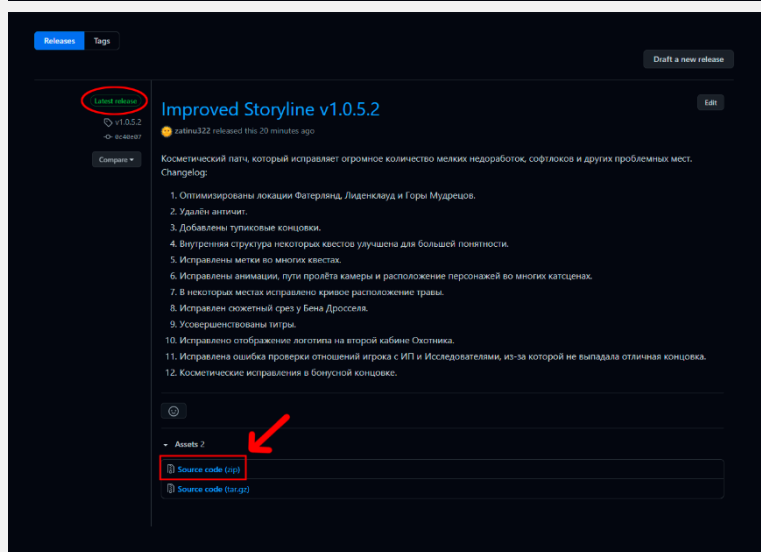 Releases Tags
Draft a new release
Latest release
Improved Storyline v1.0.5.2
Edit
v1.0.5.2
zatinu322 released this 20 minutes ago
Compare
Косметический патч, который исправляет огромное количество мелких недоработок, софтлоков и других проблемных мест.
Changelog:
1. Оптимизированы локации Фатерлянд, Лиденклауд и Горы Мудрецов.
2. Удалён античит.
3. Добавлены тупиковые концовки.
4. Внутренняя структура некоторых квестов улучшена для большей понятности.
5. Исправлены метки во многих квестах.
6. Исправлены анимации, пути пролёта камеры и расположение персонажей во многих катсценах.
7. В некоторых местах исправлено кривое расположение травы.
8. Исправлен сюжетный срез у Бена Дросселя.
9. Усовершенствованы титры.
10. Исправлено отображение логотипа на второй кабине Охотника.
11. Исправлена ошибка проверки отношений игрока с ИП и Исследователями, из-за которой не выпадала отличная концовка.
12. Косметические исправления в бонусной концовке.
Assets 2
Source code (zip)
Source code (tar.gz)